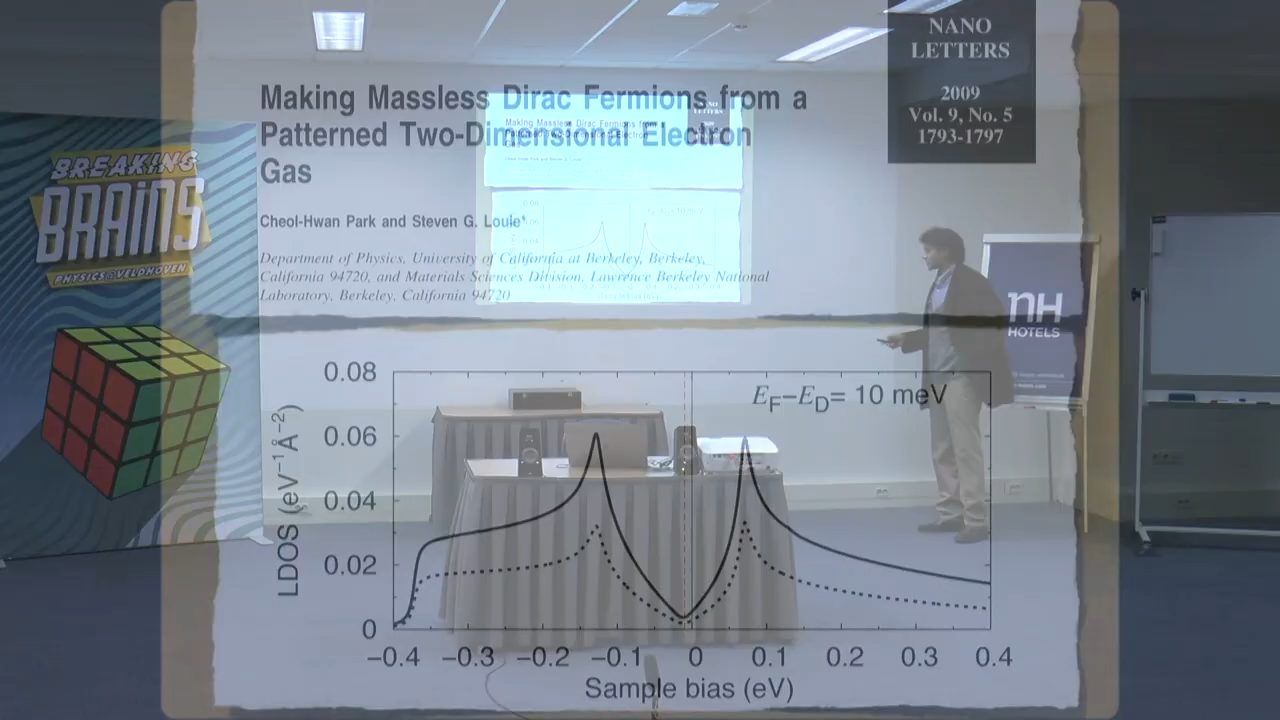 NANO
LETTERS
2009
Vol. 9, No. 5
1793-1797
Making Massless Dirac Fermions from a
Patterned Two-Dimensional Electron
Gas
Cheol-Hwan Park and Steven G. Louie*
Department of Physics, University of California at Berkeley, Berkeley,
California 94720, and Materials Sciences Division, Lawrence Berkeley National
Laboratory, Berkeley, California 94720
BREAKING
BRAINS
PHYSICS@VELDHOVEN
nH
HOTELS
EF−ED= 10 meV
LDOS (eV⁻¹Å⁻²)
0.08
0.06
0.04
0.02
0
−0.4 −0.3 −0.2 −0.1 0 0.1 0.2 0.3 0.4
Sample bias (eV)